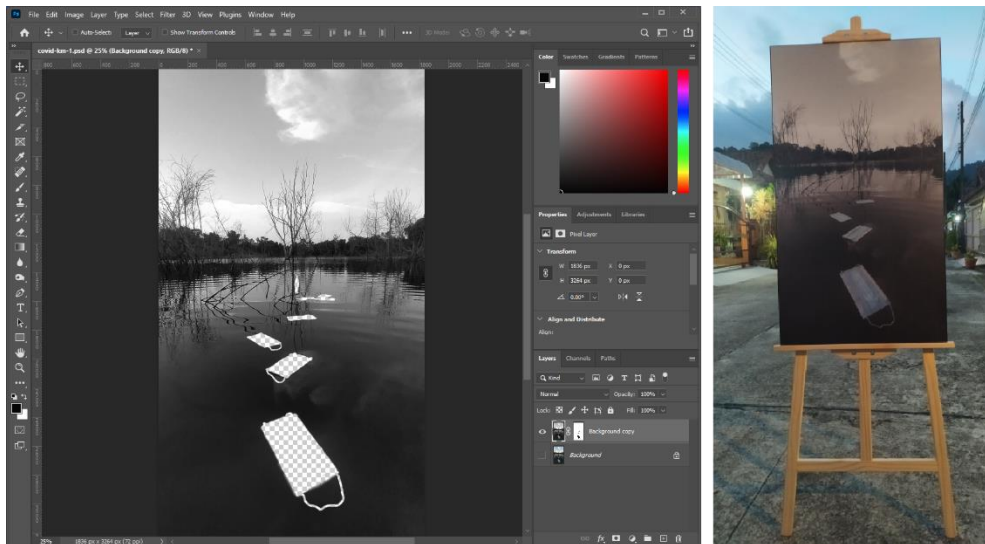 Ps File Edit Image Layer Type Select Filter 3D View Plugins Window Help
Auto-Select: Layer Show Transform Controls 3D Mode
covid-km-1.psd @ 25% (Background copy, RGB/8) *
Color Swatches Gradients Patterns
Properties Adjustments Libraries
Pixel Layer
Transform
W 1836 px X 0 px
H 3264 px Y 0 px
0.00°
Align and Distribute
Align:
Layers Channels Paths
Kind
Normal Opacity: 100%
Lock: Fill: 100%
Background copy
Background
25% 1836 px x 3264 px (72 ppi)